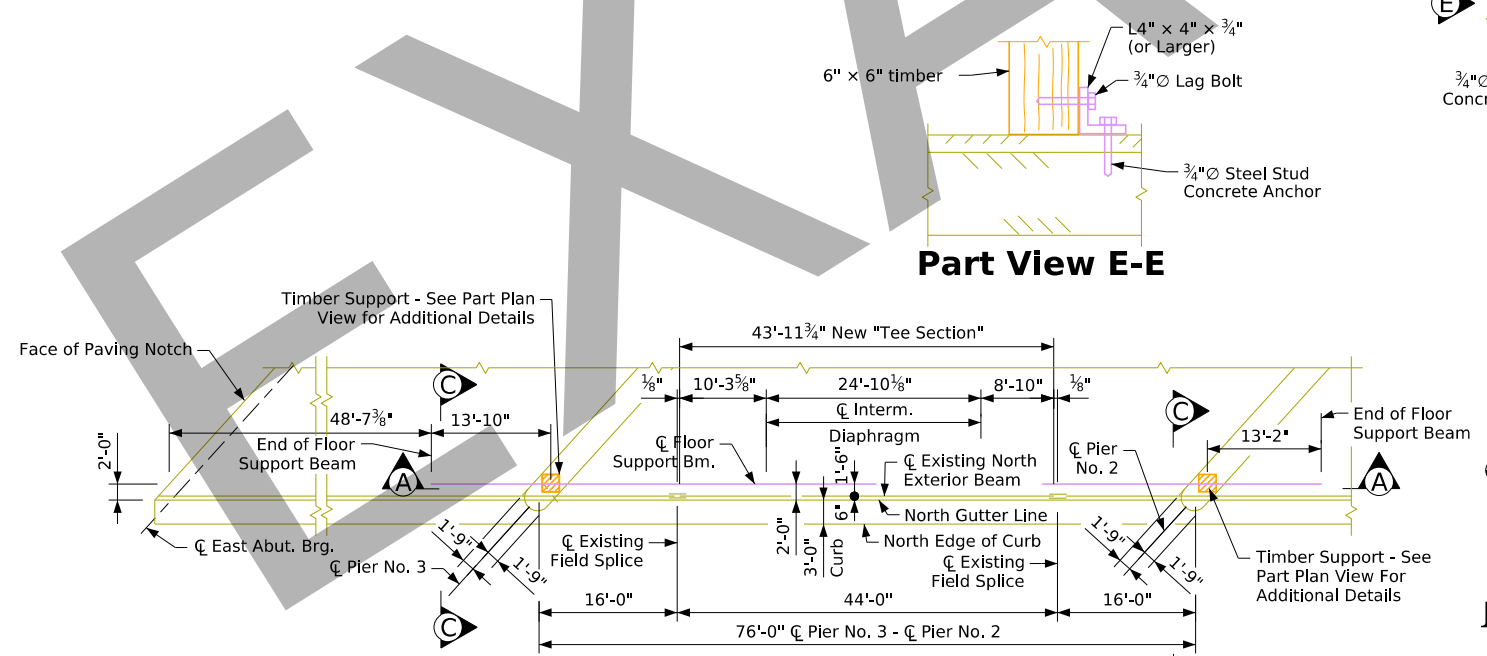 E
L4" × 4" × ¾"
(or Larger)
6" × 6" timber
¾"∅ Lag Bolt
¾"∅
Concr
¾"∅ Steel Stud
Concrete Anchor
Part View E-E
Timber Support - See Part Plan
View for Additional Details
43'-11¾" New "Tee Section"
Face of Paving Notch
C
⅛"
10'-3⅝"
24'-10⅛"
8'-10"
⅛"
48'-7⅜"
13'-10"
℄ Interm.
Diaphragm
C
End of Floor
Support Beam
13'-2"
2'-0"
End of Floor
Support Beam
A
℄ Floor
Support Bm.
1'-6"
℄ Existing North
Exterior Beam
℄ Pier
No. 2
A
6"
North Gutter Line
2'-0"
3'-0"
Curb
North Edge of Curb
℄ East Abut. Brg.
1'-9"
1'-9"
℄ Pier No. 3
℄ Existing
Field Splice
℄ Existing
Field Splice
1'-9"
1'-9"
Timber Support - See
Part Plan View For
Additional Details
16'-0"
44'-0"
16'-0"
C
76'-0" ℄ Pier No. 3 - ℄ Pier No. 2